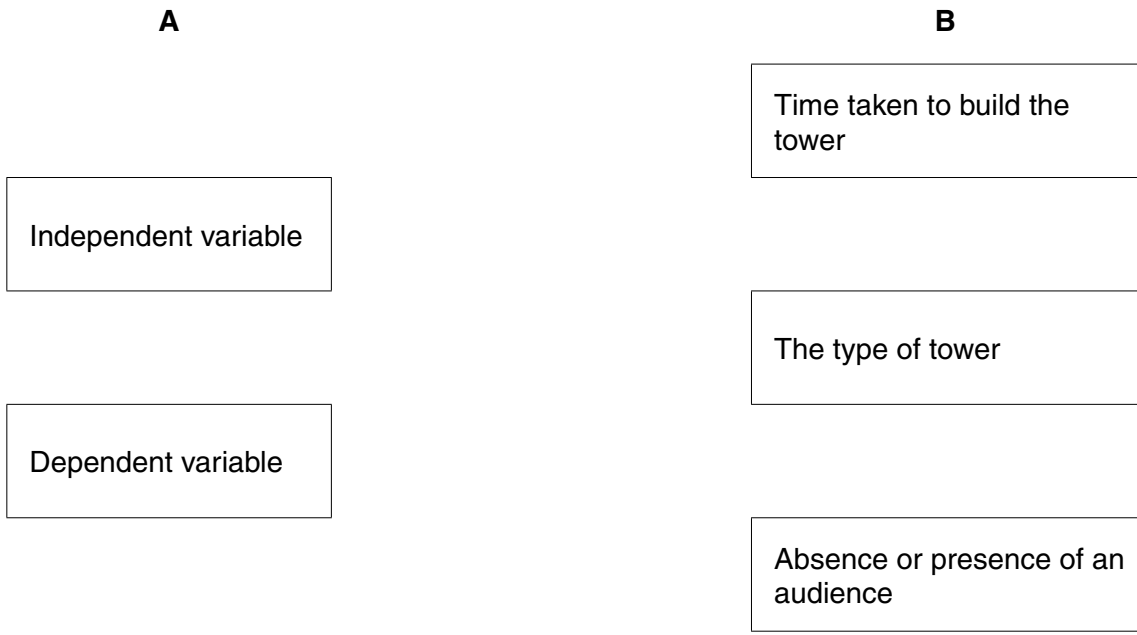 A
B
Time taken to build the
tower
Independent variable
The type of tower
Dependent variable
Absence or presence of an
audience